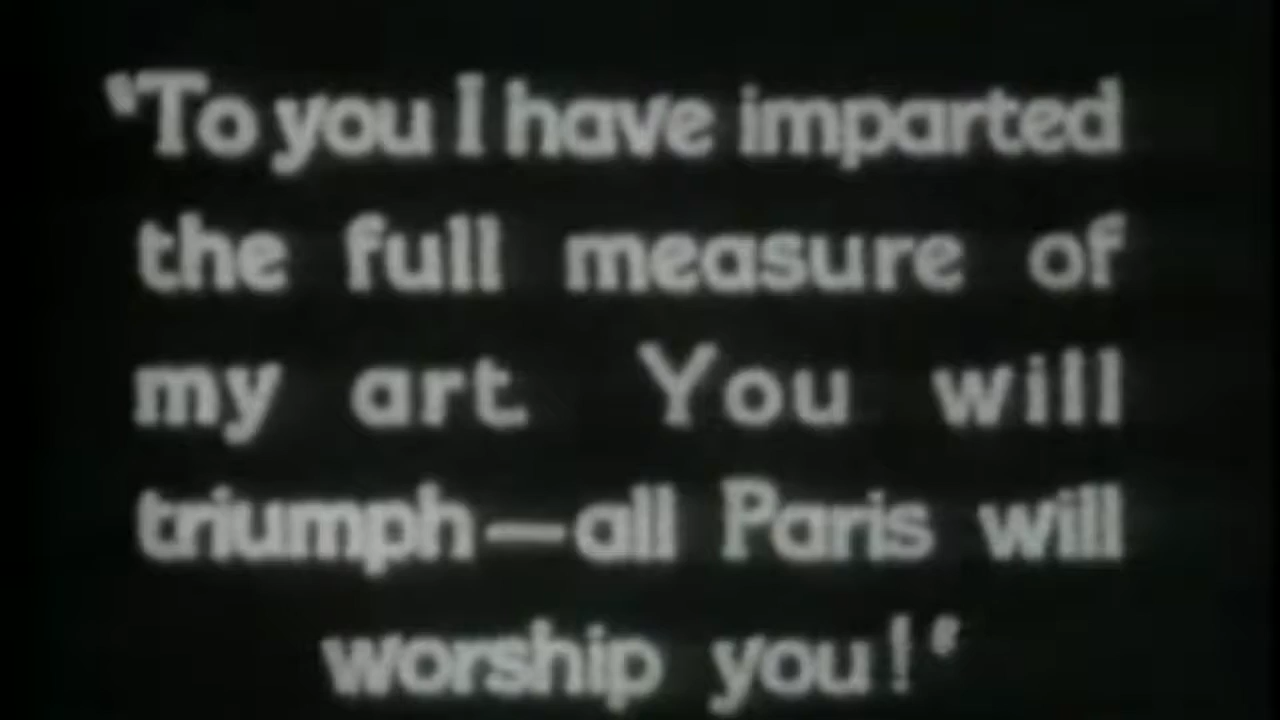 "To you I have imparted
the full measure of
my art. You will
triumph—all Paris will
worship you!"